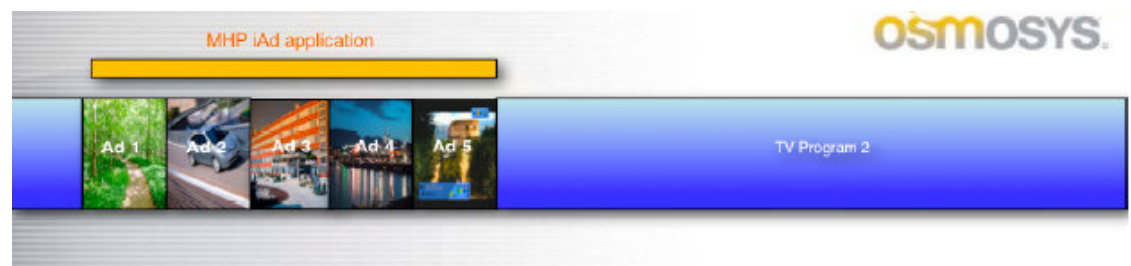 MHP iAd application
osmosys.
Ad 1
Ad 2
Ad 3
Ad 4
Ad 5
TV Program 2